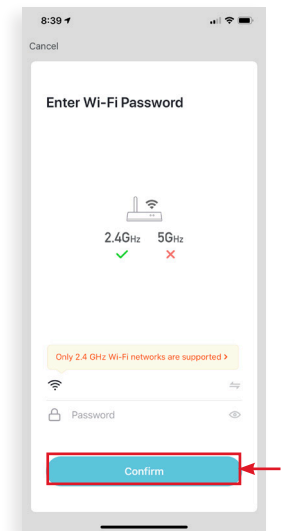 8:39
Cancel
Enter Wi-Fi Password
2.4GHz 5GHz
Only 2.4 GHz Wi-Fi networks are supported >
Password
Confirm